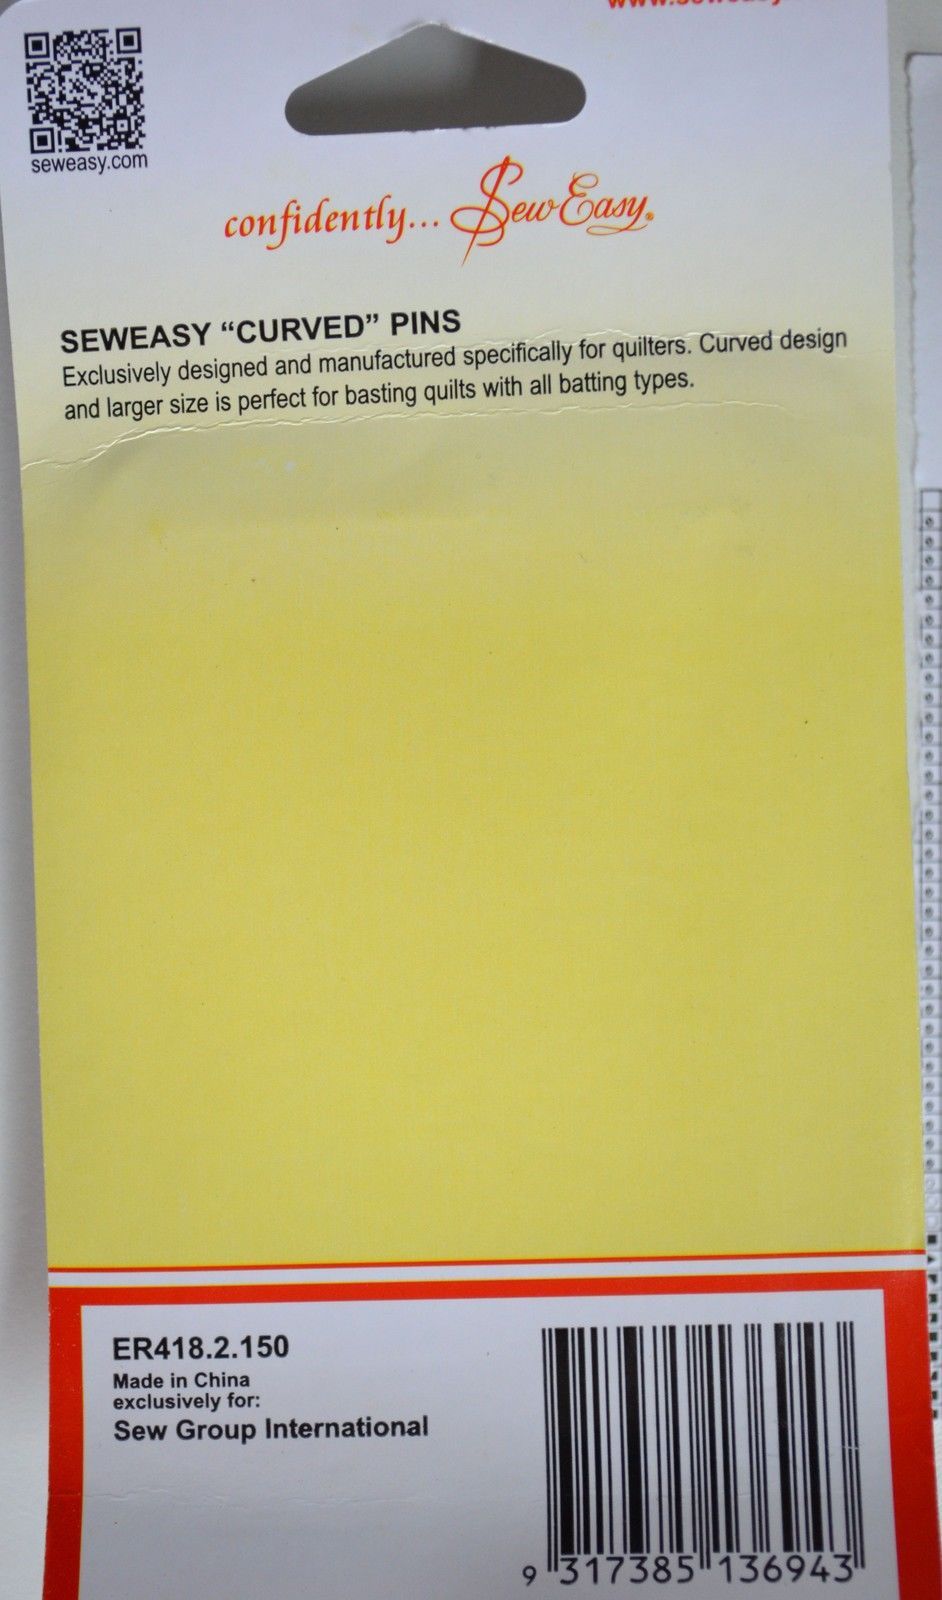 seweasy.com
confidently... SewEasy®
SEWEASY “CURVED” PINS
Exclusively designed and manufactured specifically for quilters. Curved design
and larger size is perfect for basting quilts with all batting types.
ER418.2.150
Made in China
exclusively for:
Sew Group International
9 317385 136943